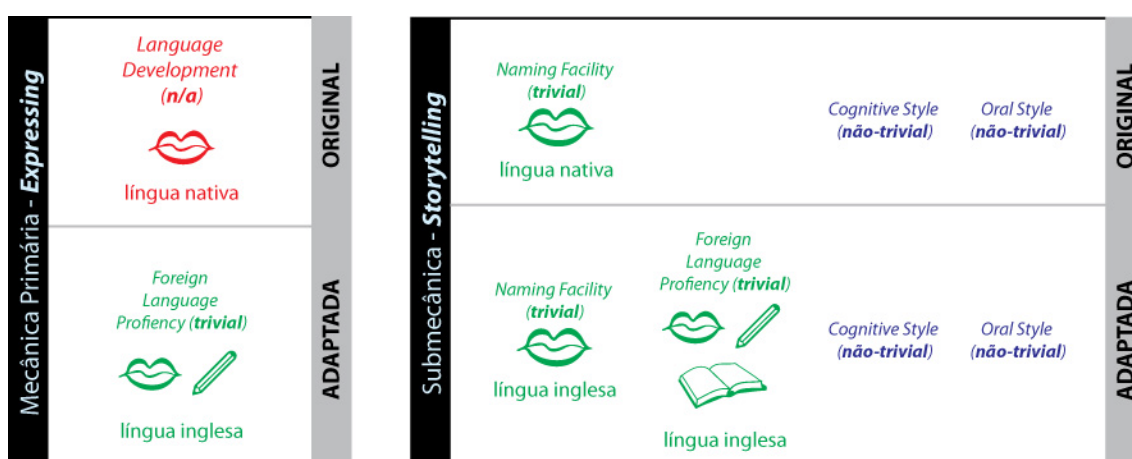 Mecânica Primária - Expressing
Language
Development
(n/a)
língua nativa
ORIGINAL
Foreign
Language
Profiency (trivial)
língua inglesa
ADAPTADA
Submecânica - Storytelling
Naming Facility
(trivial)
língua nativa
Cognitive Style
(não-trivial)
Oral Style
(não-trivial)
ORIGINAL
Naming Facility
(trivial)
língua inglesa
Foreign
Language
Profiency (trivial)
língua inglesa
Cognitive Style
(não-trivial)
Oral Style
(não-trivial)
ADAPTADA